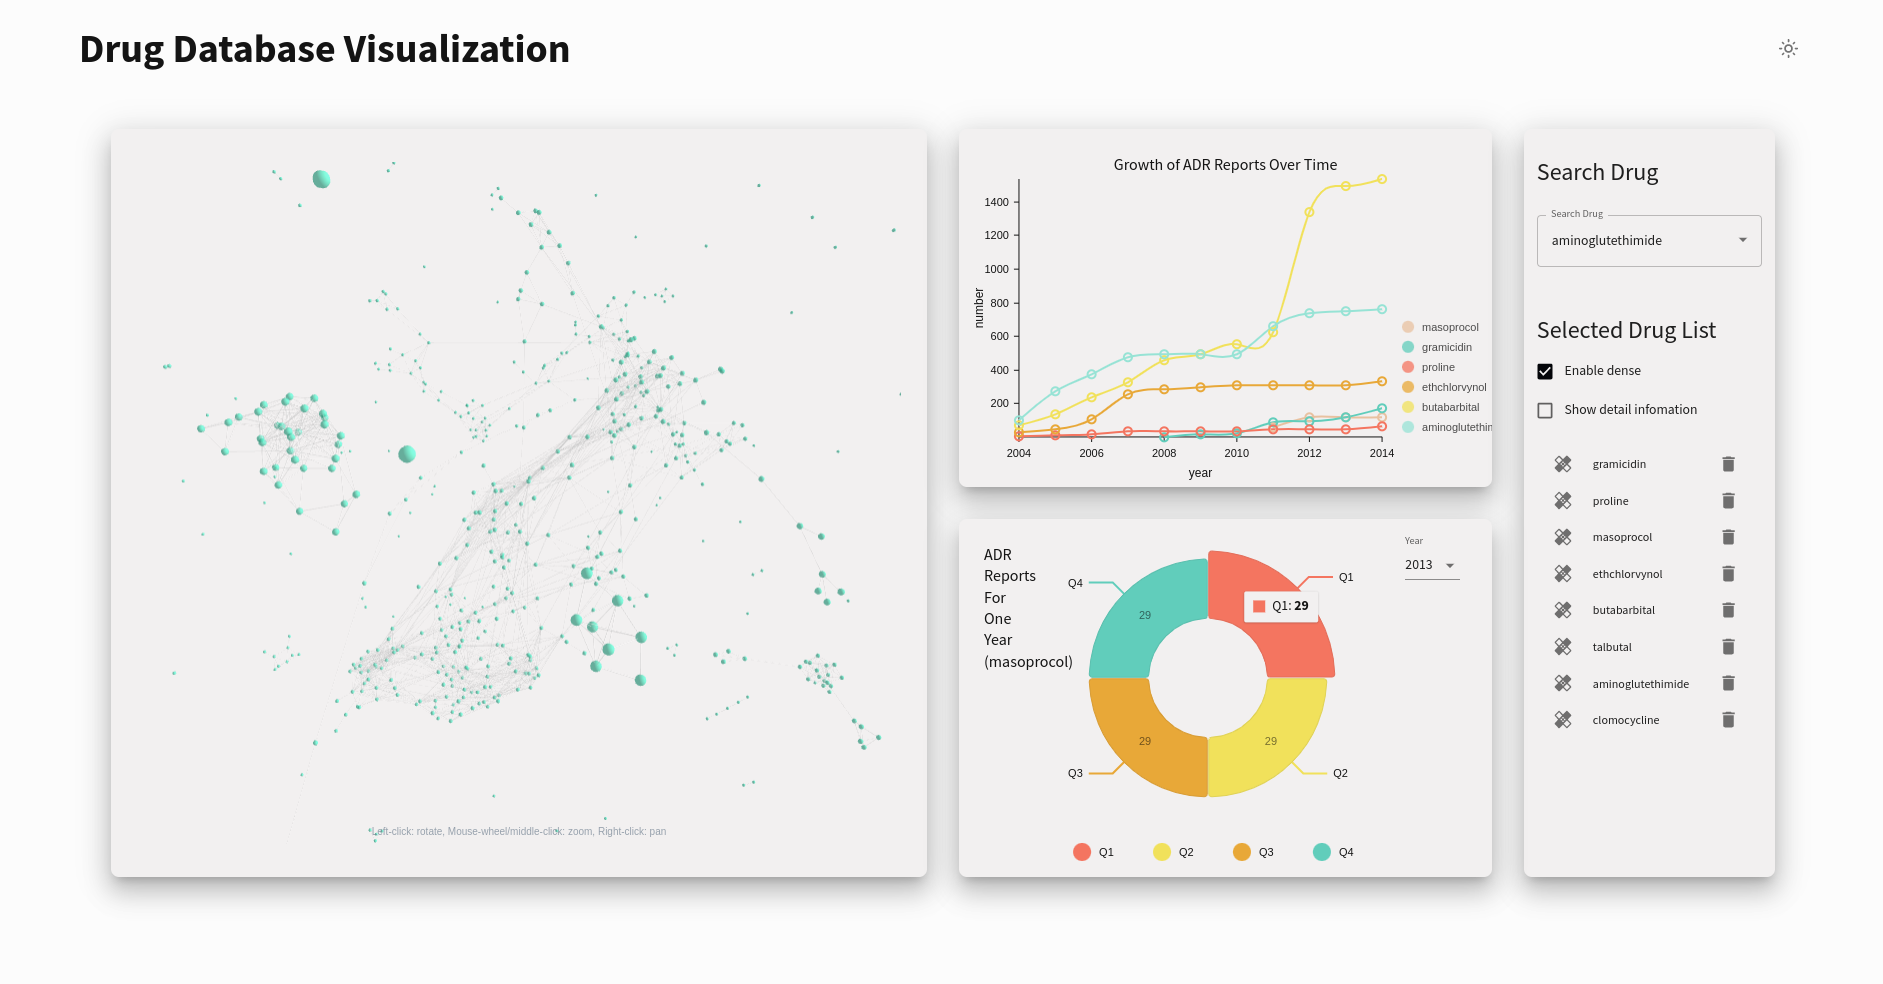 Drug Database Visualization
Left-click: rotate, Mouse-wheel/middle-click: zoom, Right-click: pan
Growth of ADR Reports Over Time
number
1400
1200
1000
800
600
400
200
2004 2006 2008 2010 2012 2014
year
masoprocol
gramicidin
proline
ethchlorvynol
butabarbital
aminoglutethin
ADR
Reports
For
One
Year
(masoprocol)
Year
2013
Q4
Q1
29
Q1: 29
29
29
Q3
Q2
Q1 Q2 Q3 Q4
Search Drug
Search Drug
aminoglutethimide
Selected Drug List
Enable dense
Show detail infomation
gramicidin
proline
masoprocol
ethchlorvynol
butabarbital
talbutal
aminoglutethimide
clomocycline